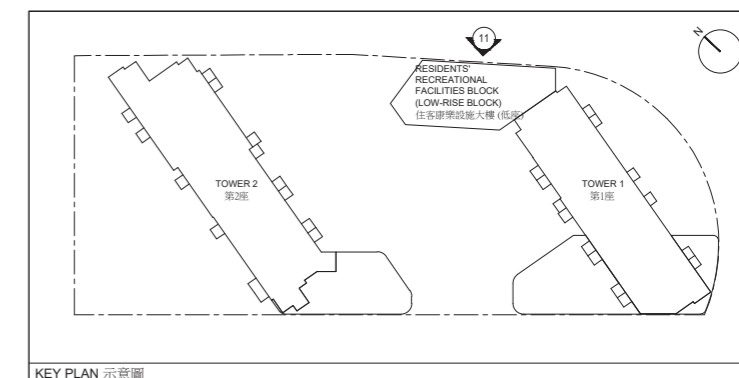 11
N
RESIDENTS'
RECREATIONAL
FACILITIES BLOCK
(LOW-RISE BLOCK)
住客康樂設施大樓 (低座)
TOWER 2
第2座
TOWER 1
第1座
KEY PLAN 示意圖